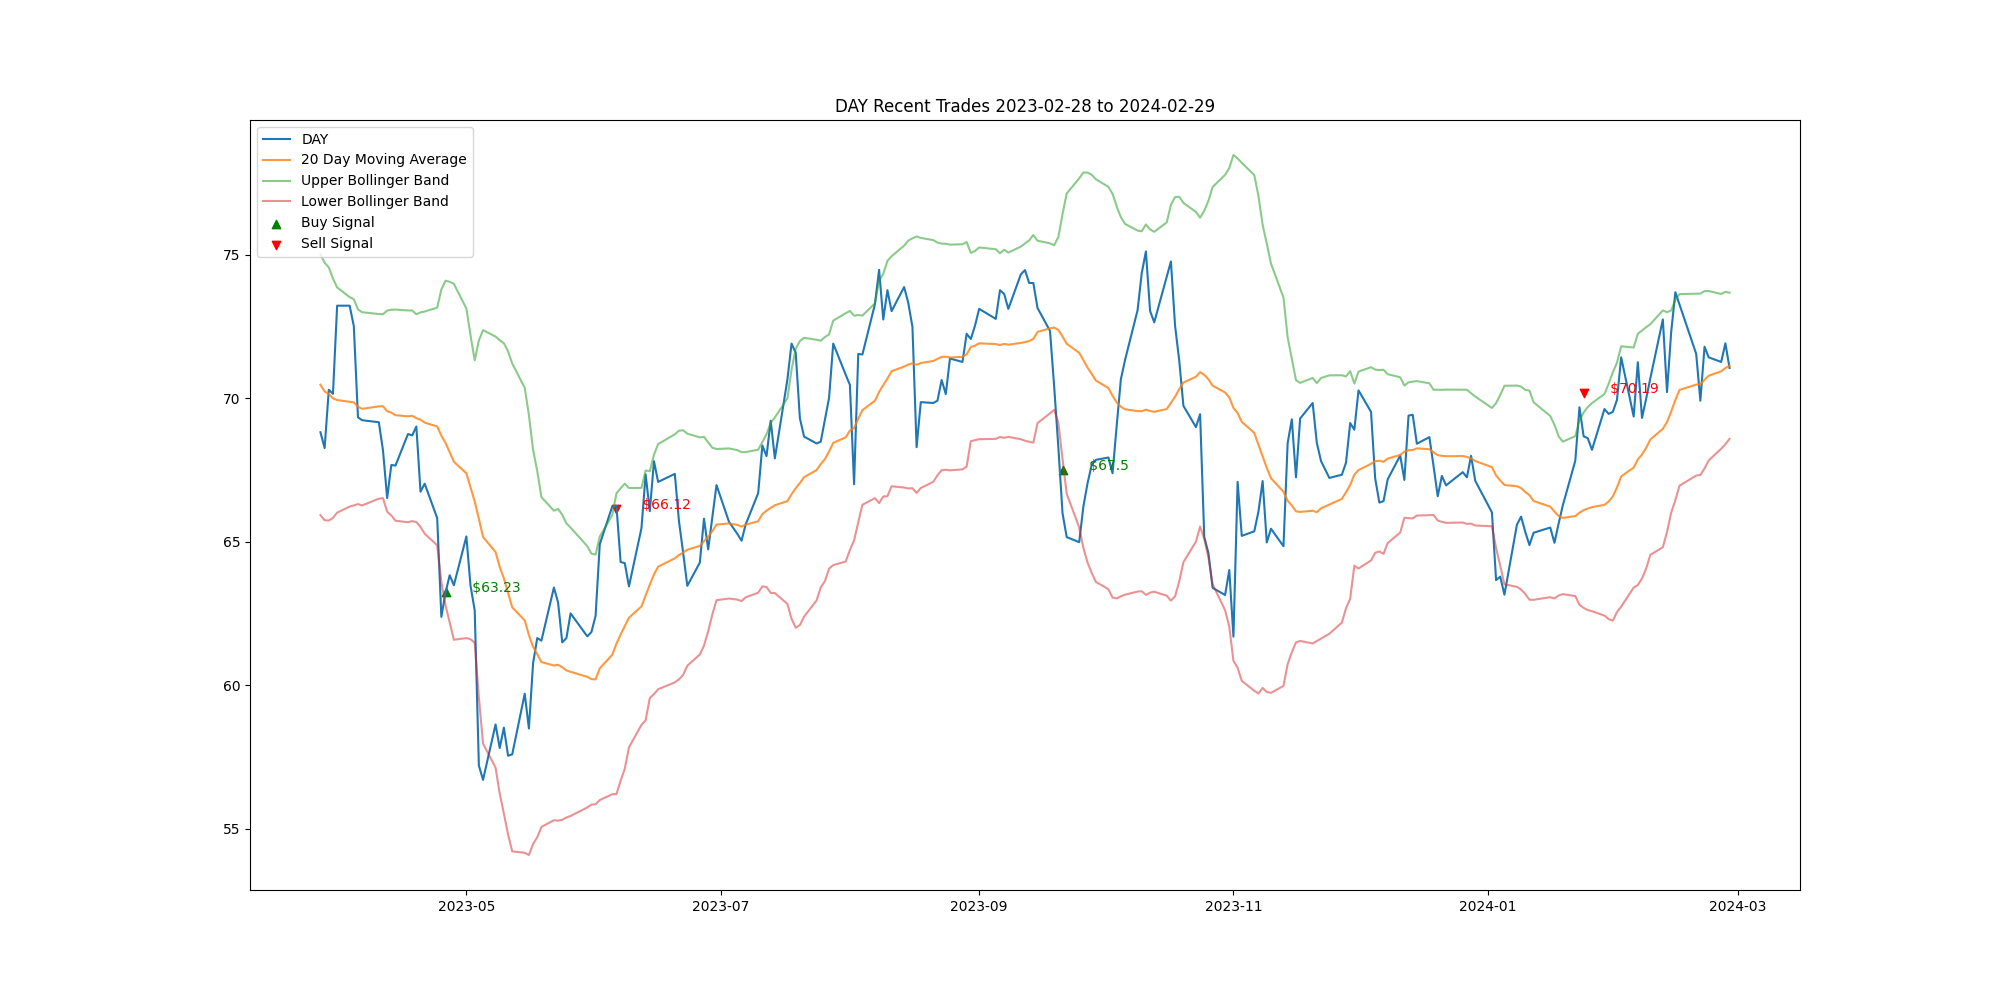 DAY Recent Trades 2023-02-28 to 2024-02-29
DAY
20 Day Moving Average
Upper Bollinger Band
Lower Bollinger Band
Buy Signal
Sell Signal
75
70
65
60
55
$63.23
$66.12
$67.5
$70.19
2023-05
2023-07
2023-09
2023-11
2024-01
2024-03